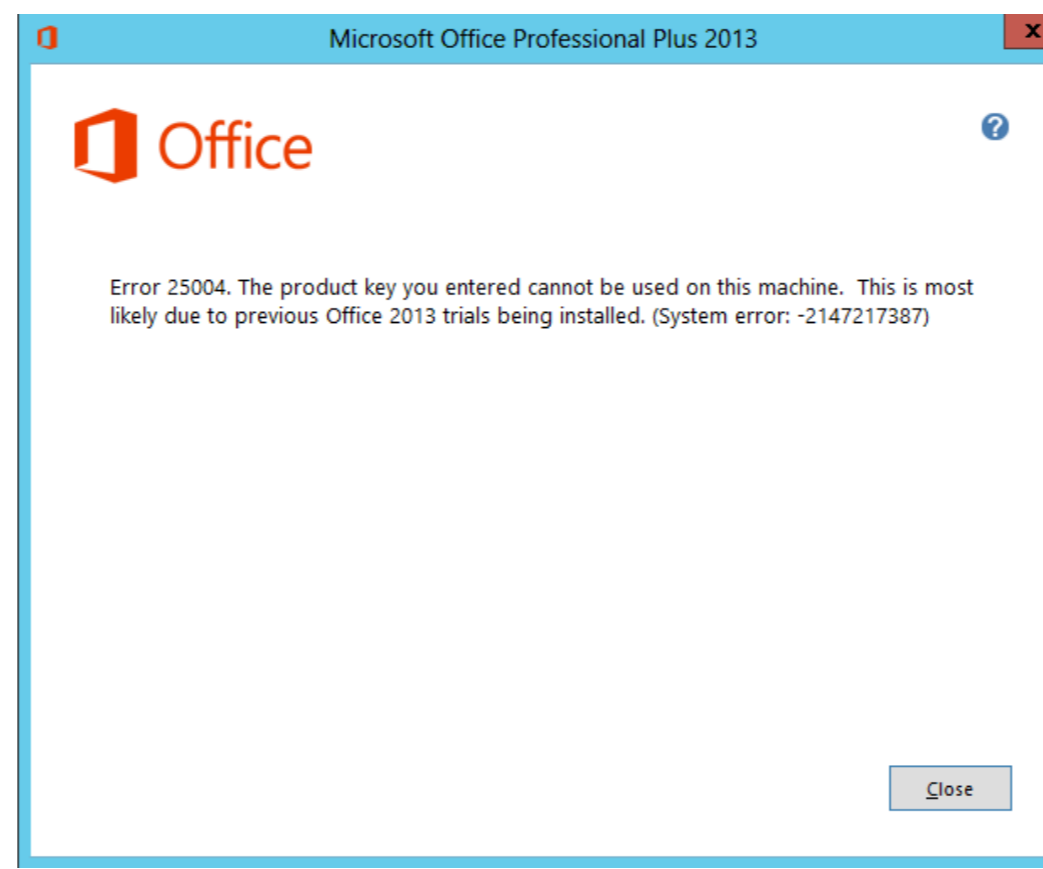 Microsoft Office Professional Plus 2013
x
Office
?
Error 25004. The product key you entered cannot be used on this machine.  This is most
likely due to previous Office 2013 trials being installed. (System error: -2147217387)
Close